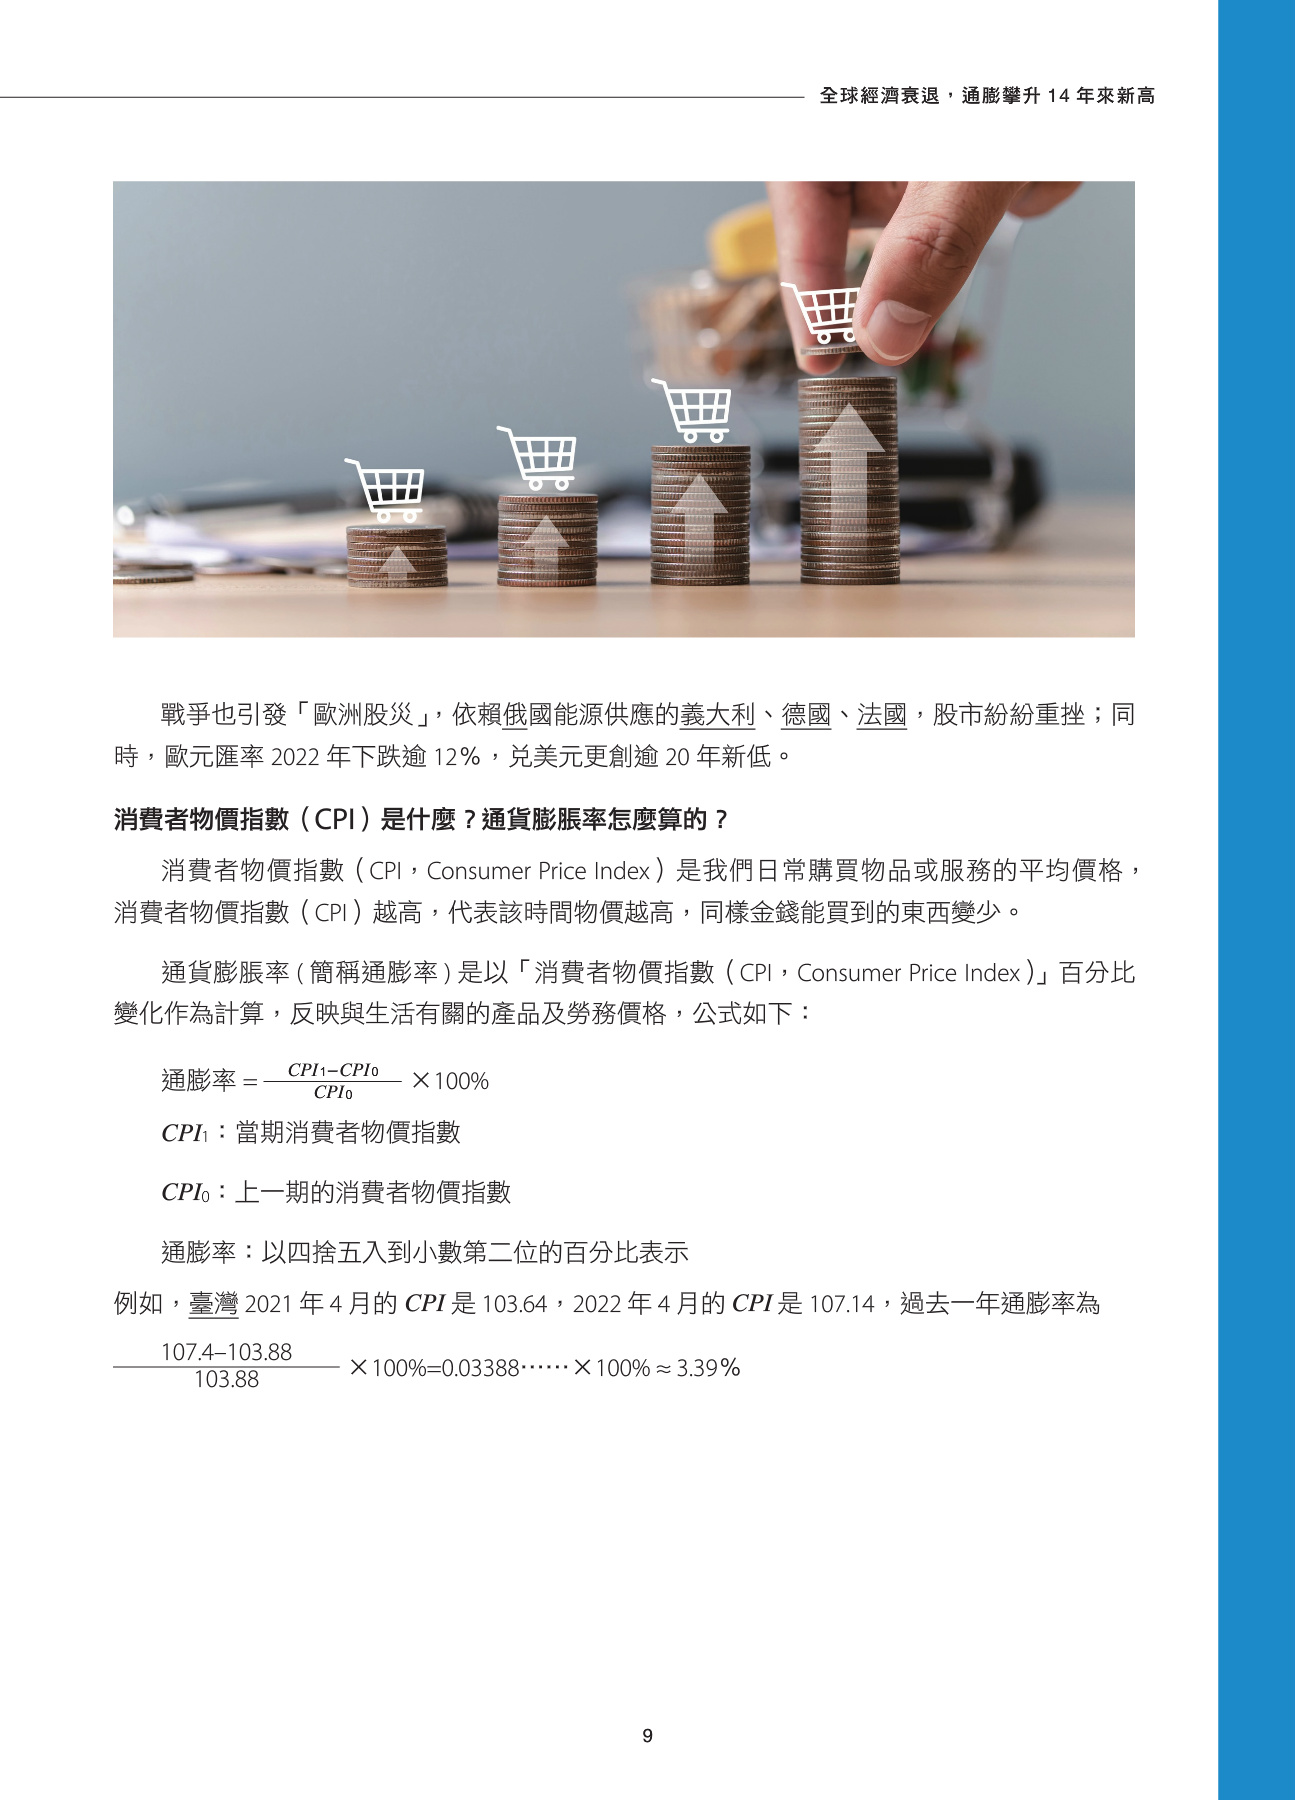 全球經濟衰退，通膨攀升 14 年來新高
戰爭也引發「歐洲股災」，依賴俄國能源供應的義大利、德國、法國，股市紛紛重挫；同
時，歐元匯率 2022 年下跌逾 12%，兌美元更創逾 20 年新低。
消費者物價指數（CPI）是什麼？通貨膨脹率怎麼算的？
消費者物價指數（CPI，Consumer Price Index）是我們日常購買物品或服務的平均價格，
消費者物價指數（CPI）越高，代表該時間物價越高，同樣金錢能買到的東西變少。
通貨膨脹率 ( 簡稱通膨率 ) 是以「消費者物價指數（CPI，Consumer Price Index）」百分比
變化作為計算，反映與生活有關的產品及勞務價格，公式如下：
通膨率 = CPI₁–CPI₀ / CPI₀ ×100%
CPI₁：當期消費者物價指數
CPI₀：上一期的消費者物價指數
通膨率：以四捨五入到小數第二位的百分比表示
例如，臺灣 2021 年 4 月的 CPI 是 103.64，2022 年 4 月的 CPI 是 107.14，過去一年通膨率為
107.4–103.88 / 103.88 ×100%=0.03388……×100% ≈ 3.39%
9